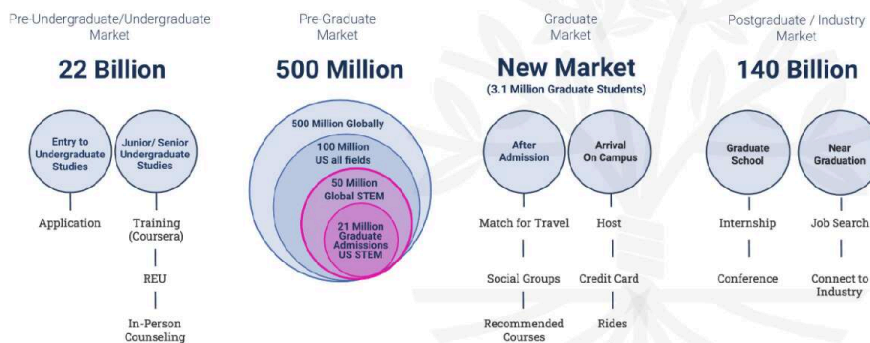 Pre-Undergraduate/Undergraduate
Market
22 Billion
Entry to
Undergraduate
Studies
Junior/ Senior
Undergraduate
Studies
Application
Training
(Coursera)
REU
In-Person
Counseling
Pre-Graduate
Market
500 Million
500 Million Globally
100 Million
US all fields
50 Million
Global STEM
21 Million
Graduate
Admissions
US STEM
Graduate
Market
New Market
(3.1 Million Graduate Students)
After
Admission
Arrival
On Campus
Match for Travel
Host
Social Groups
Credit Card
Recommended
Courses
Rides
Postgraduate / Industry
Market
140 Billion
Graduate
School
Near
Graduation
Internship
Job Search
Conference
Connect to
Industry